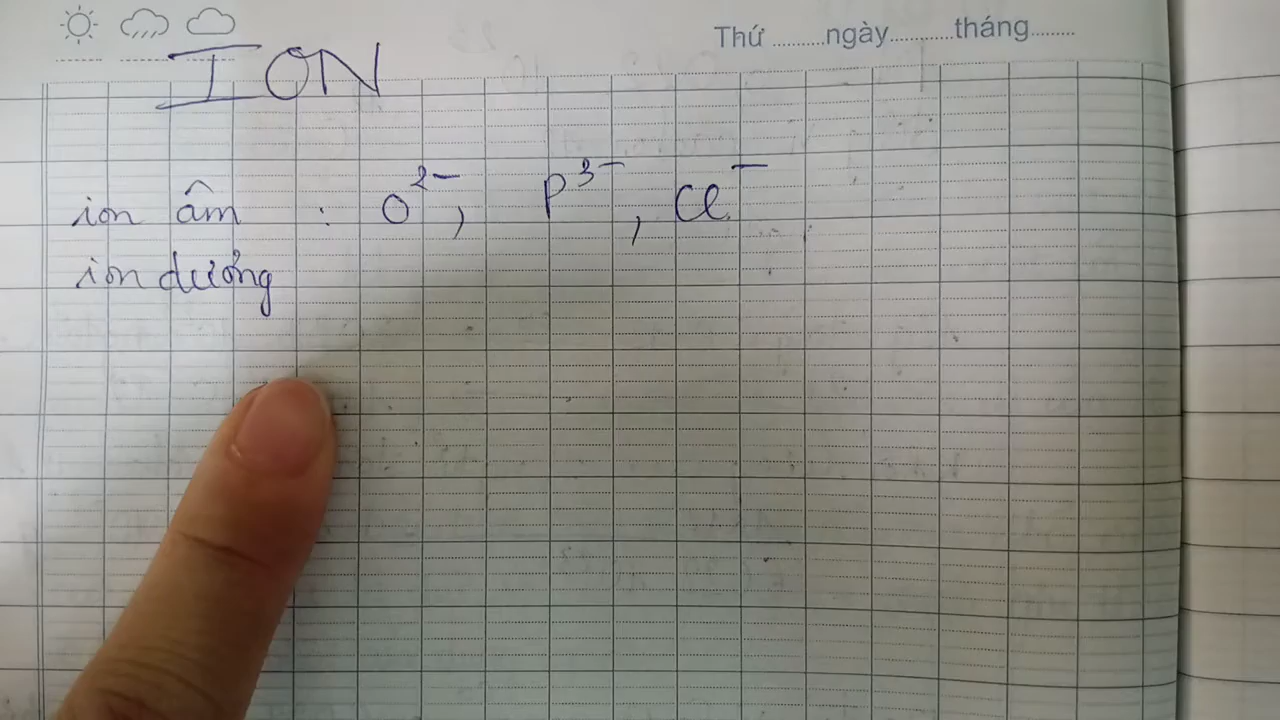 Thứ ..........ngày............tháng........
ION
ion âm : O²⁻, P³⁻, Cl⁻
ion dương